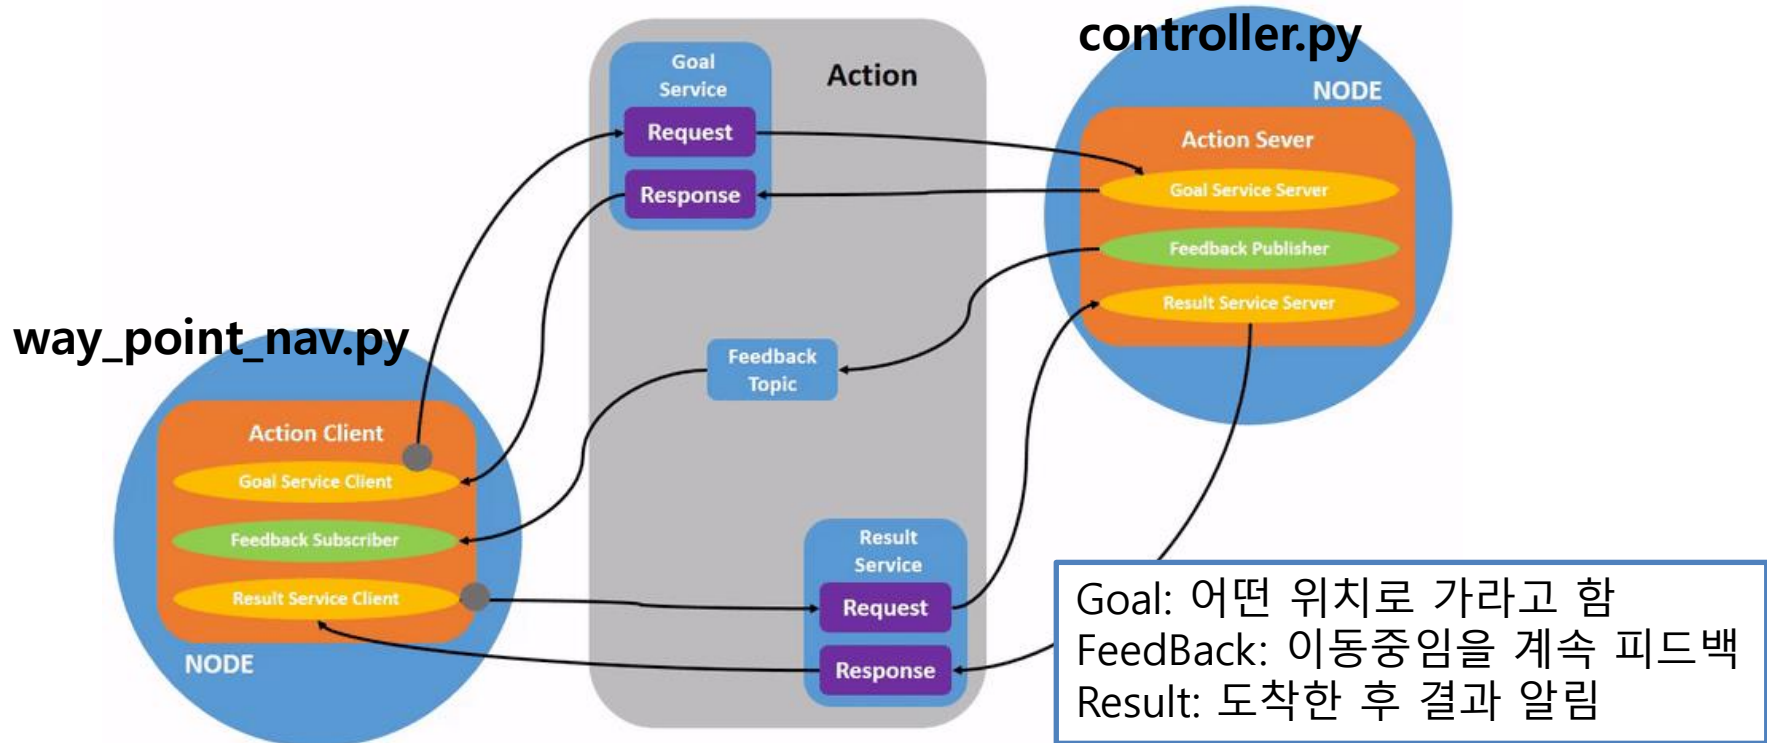 controller.py
Goal
Service
Action
NODE
Request
Action Sever
Response
Goal Service Server
Feedback Publisher
Result Service Server
way_point_nav.py
Feedback
Topic
Action Client
Goal Service Client
Feedback Subscriber
Result Service Client
NODE
Result
Service
Request
Response
Goal: 어떤 위치로 가라고 함
FeedBack: 이동중임을 계속 피드백
Result: 도착한 후 결과 알림